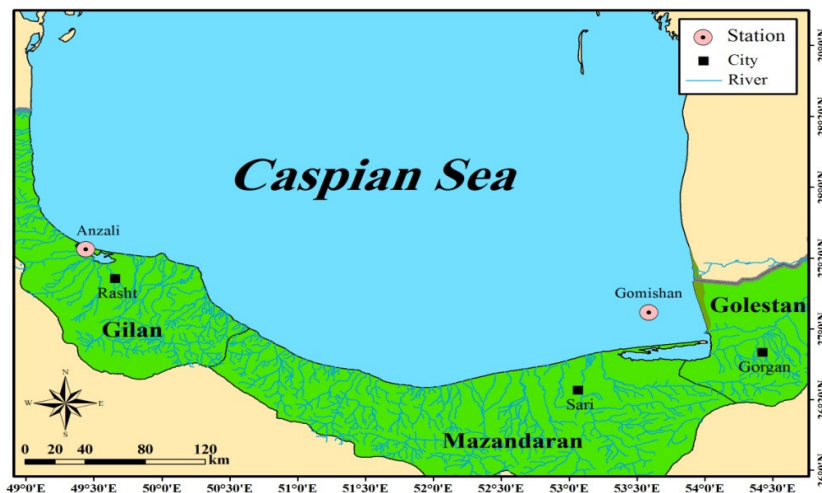 Station
City
River
Caspian Sea
Anzali
Rasht
Gilan
Gomishan
Golestan
Gorgan
Sari
Mazandaran
N
W
E
S
0 20 40 80 120
km
49°0'E 49°30'E 50°0'E 50°30'E 51°0'E 51°30'E 52°0'E 52°30'E 53°0'E 53°30'E 54°0'E 54°30'E